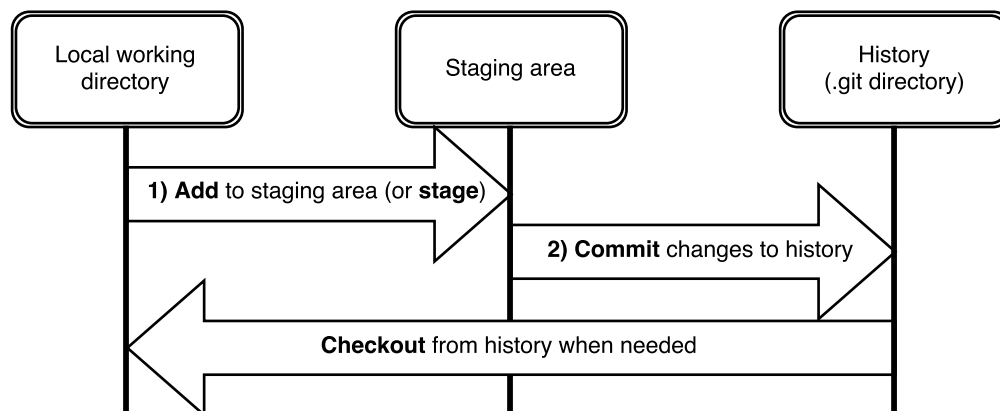 Local working
directory
Staging area
History
(.git directory)
1) Add to staging area (or stage)
2) Commit changes to history
Checkout from history when needed